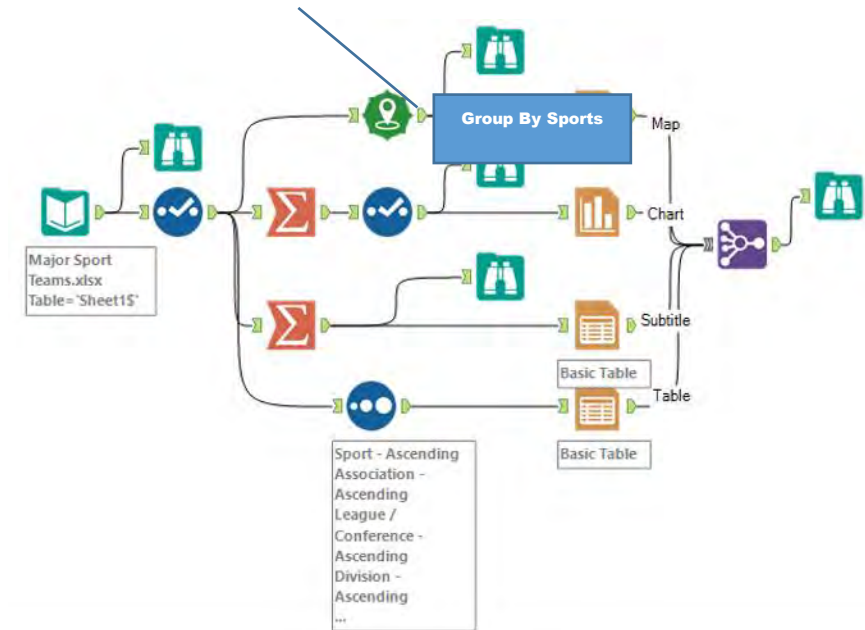 Group By Sports
Map
Chart
Major Sport
Teams.xlsx
Table=`Sheet1$`
Subtitle
Basic Table
Table
Basic Table
Sport - Ascending
Association -
Ascending
League /
Conference -
Ascending
Division -
Ascending
...